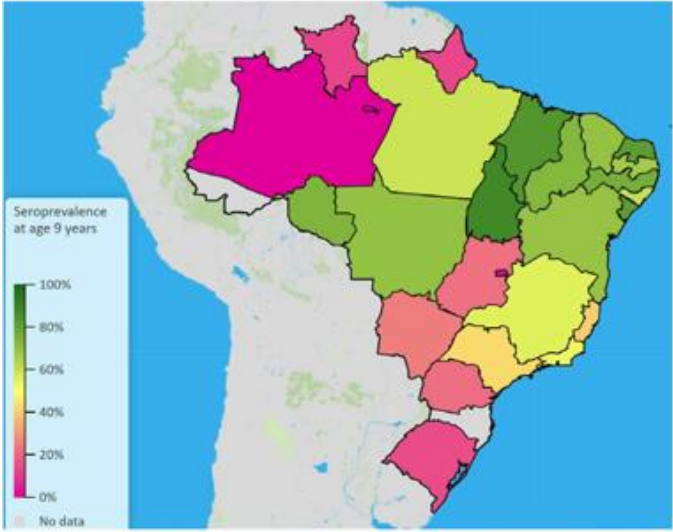 Seroprevalence
at age 9 years
100%
80%
60%
40%
20%
0%
No data